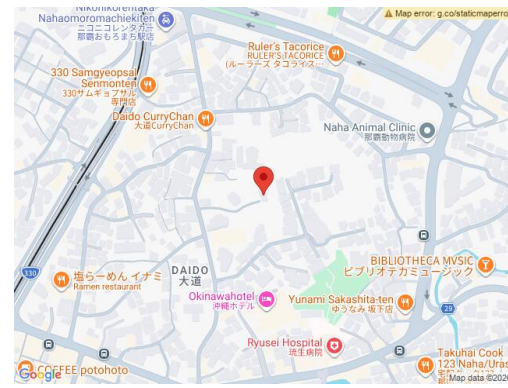 Nikonikorentaka
Nahaomoromachiekiten
ニコニコレンタカー
那覇おもろまち駅店
Map error: g.co/staticmaperro
Ruler's Tacorice
RULER'S TACORICE
(ルーラーズ タコライス…
330 Samgyeopsal
Senmonten
330サムギョプサル
専門店
Daido CurryChan
大道CurryChan
Naha Animal Clinic
那覇動物病院
BIBLIOTHECA MVSIC
ビブリオテカミュージック
330
塩らーめん イナミ
Ramen restaurant
DAIDO
大道
Okinawahotel
沖縄ホテル
Yunami Sakashita-ten
ゆうなみ 坂下店
29
Ryusei Hospital
琉生病院
Takuhai Cook
123 Naha/Uras
COFFEE potohoto
Google
Map data ©2026